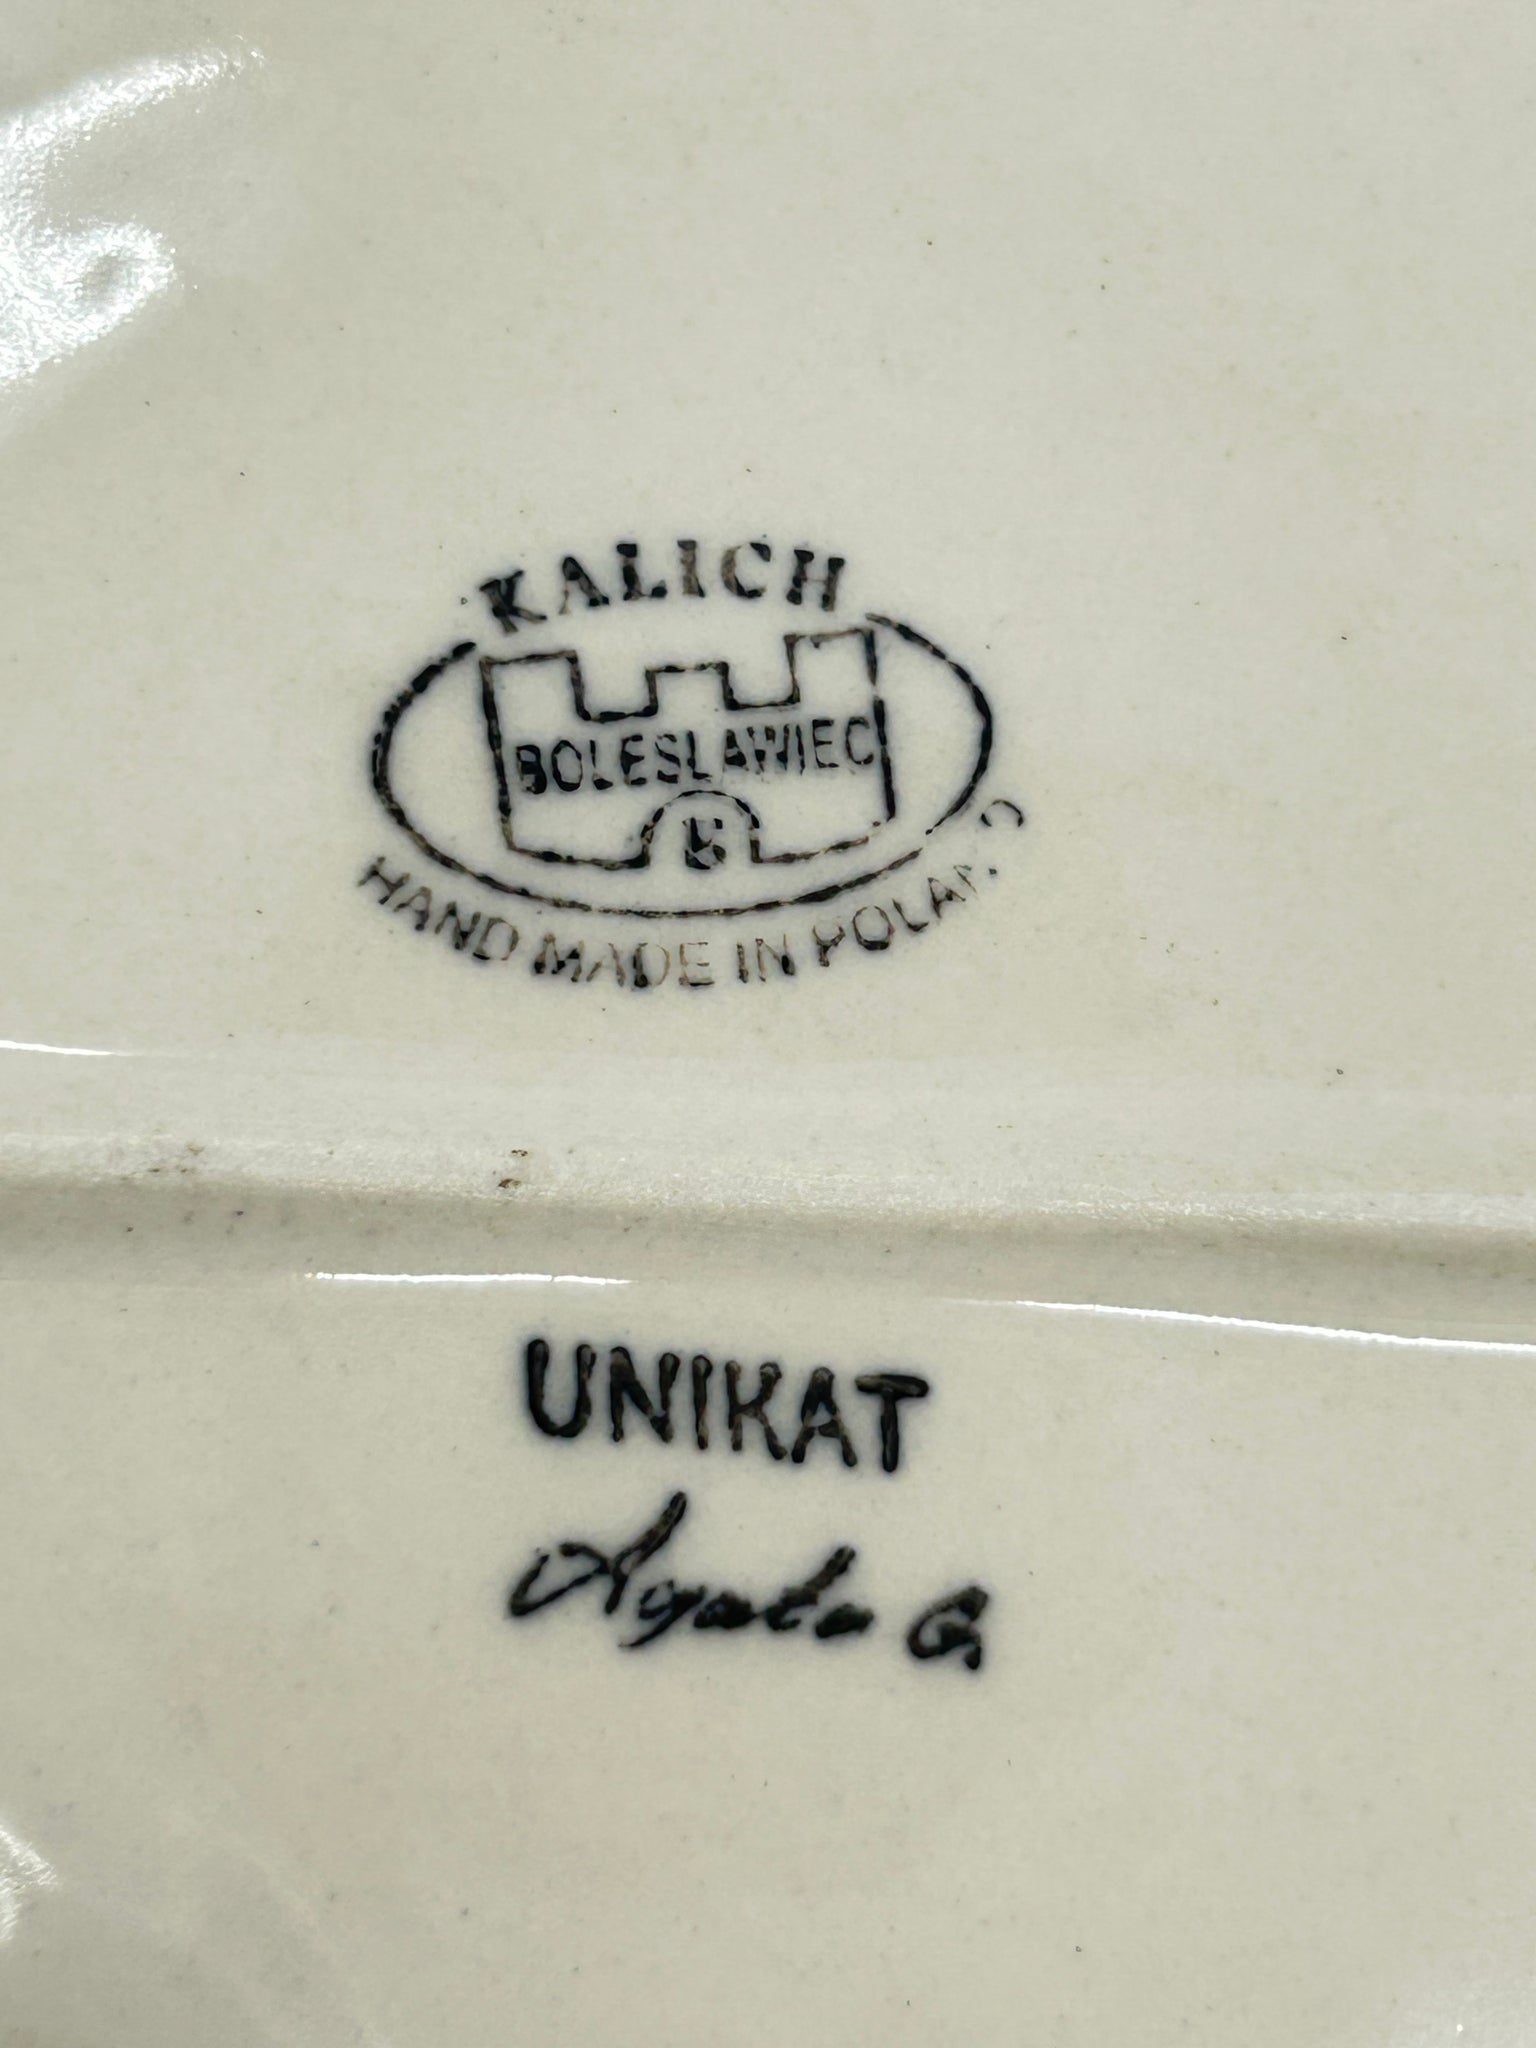 KALICH
BOLESLAWIEC
B
HAND MADE IN POLAND
UNIKAT
Agata G.